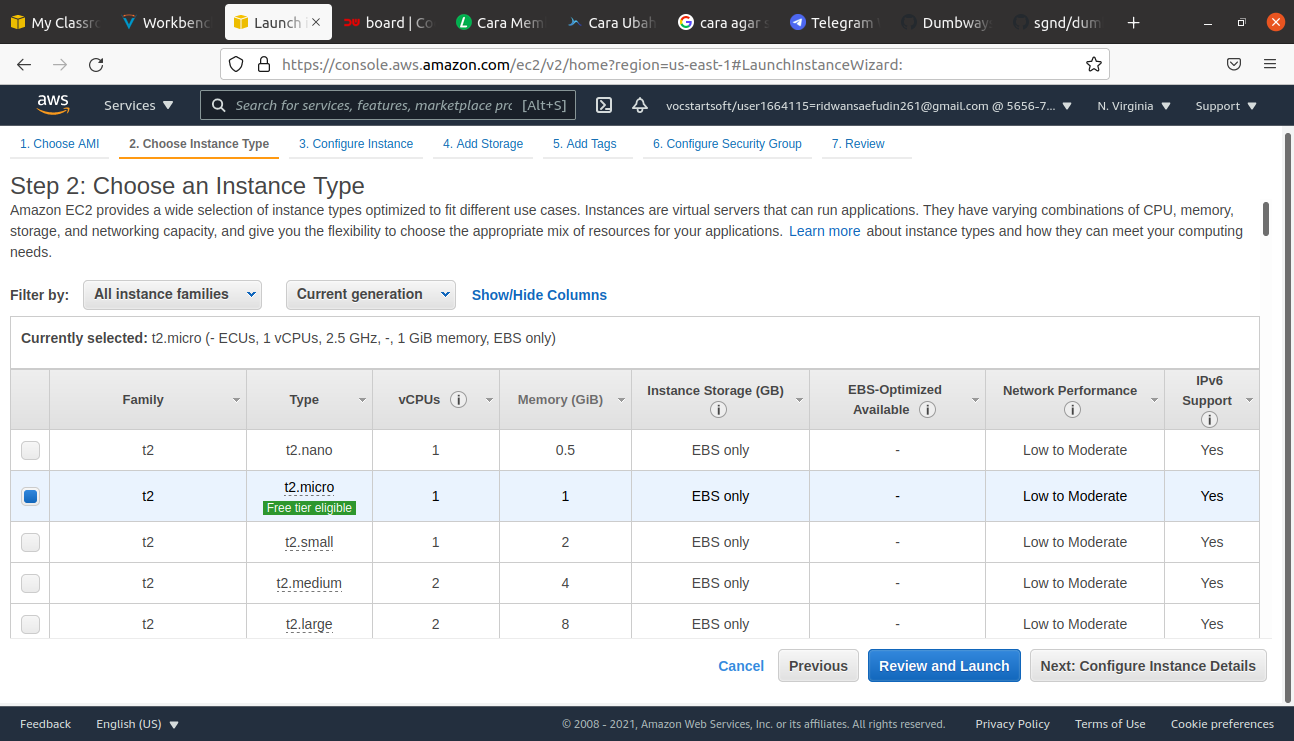 My Classro
Workbenc
Launch
board | Co
Cara Mem
Cara Ubah
cara agar s
Telegram
Dumbways
sgnd/dum
https://console.aws.amazon.com/ec2/v2/home?region=us-east-1#LaunchInstanceWizard:
aws Services Search for services, features, marketplace prc [Alt+S] vocstartsoft/user1664115=ridwansaefudin261@gmail.com @ 5656-7... N. Virginia Support
1. Choose AMI 2. Choose Instance Type 3. Configure Instance 4. Add Storage 5. Add Tags 6. Configure Security Group 7. Review
Step 2: Choose an Instance Type
Amazon EC2 provides a wide selection of instance types optimized to fit different use cases. Instances are virtual servers that can run applications. They have varying combinations of CPU, memory,
storage, and networking capacity, and give you the flexibility to choose the appropriate mix of resources for your applications. Learn more about instance types and how they can meet your computing
needs.
Filter by: All instance families Current generation Show/Hide Columns
Currently selected: t2.micro (- ECUs, 1 vCPUs, 2.5 GHz, -, 1 GiB memory, EBS only)
Family Type vCPUs Memory (GiB) Instance Storage (GB) EBS-Optimized Available Network Performance IPv6 Support
t2 t2.nano 1 0.5 EBS only - Low to Moderate Yes
t2 t2.micro 1 1 EBS only - Low to Moderate Yes
Free tier eligible
t2 t2.small 1 2 EBS only - Low to Moderate Yes
t2 t2.medium 2 4 EBS only - Low to Moderate Yes
t2 t2.large 2 8 EBS only - Low to Moderate Yes
Cancel Previous Review and Launch Next: Configure Instance Details
Feedback English (US) © 2008 - 2021, Amazon Web Services, Inc. or its affiliates. All rights reserved. Privacy Policy Terms of Use Cookie preferences